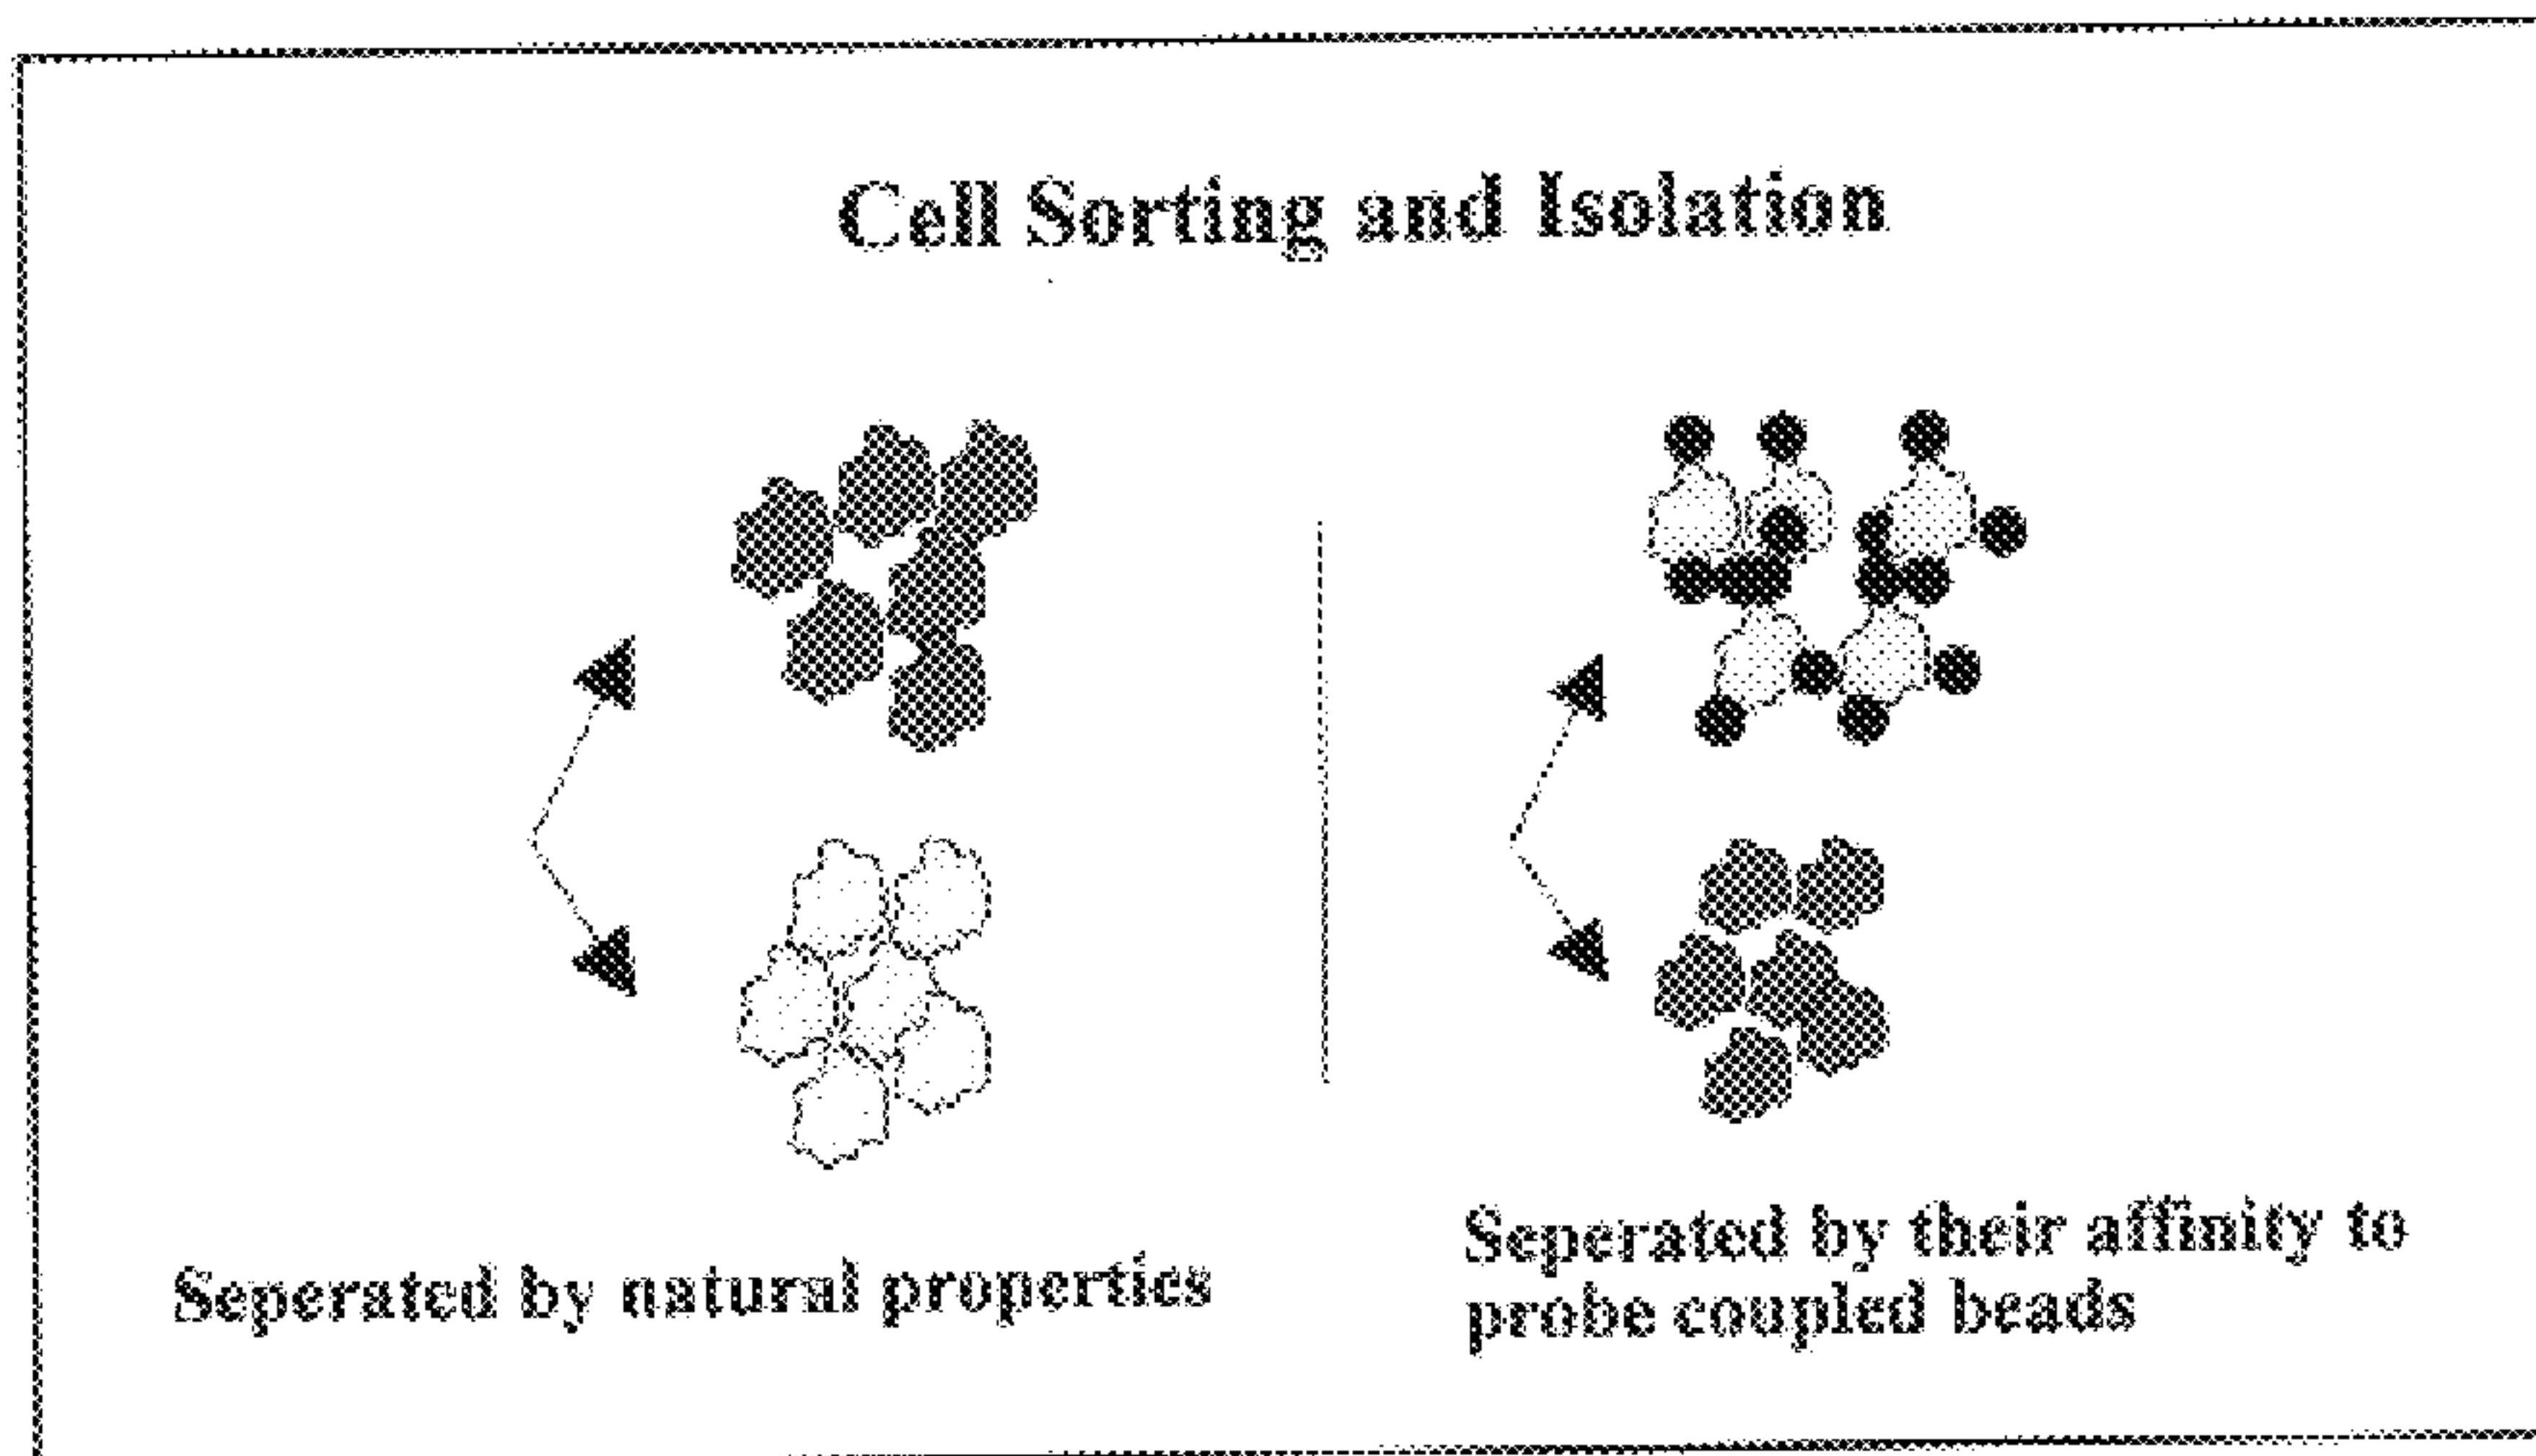 Cell Sorting and Isolation
Seperated by natural properties
Seperated by their affinity to
probe coupled beads